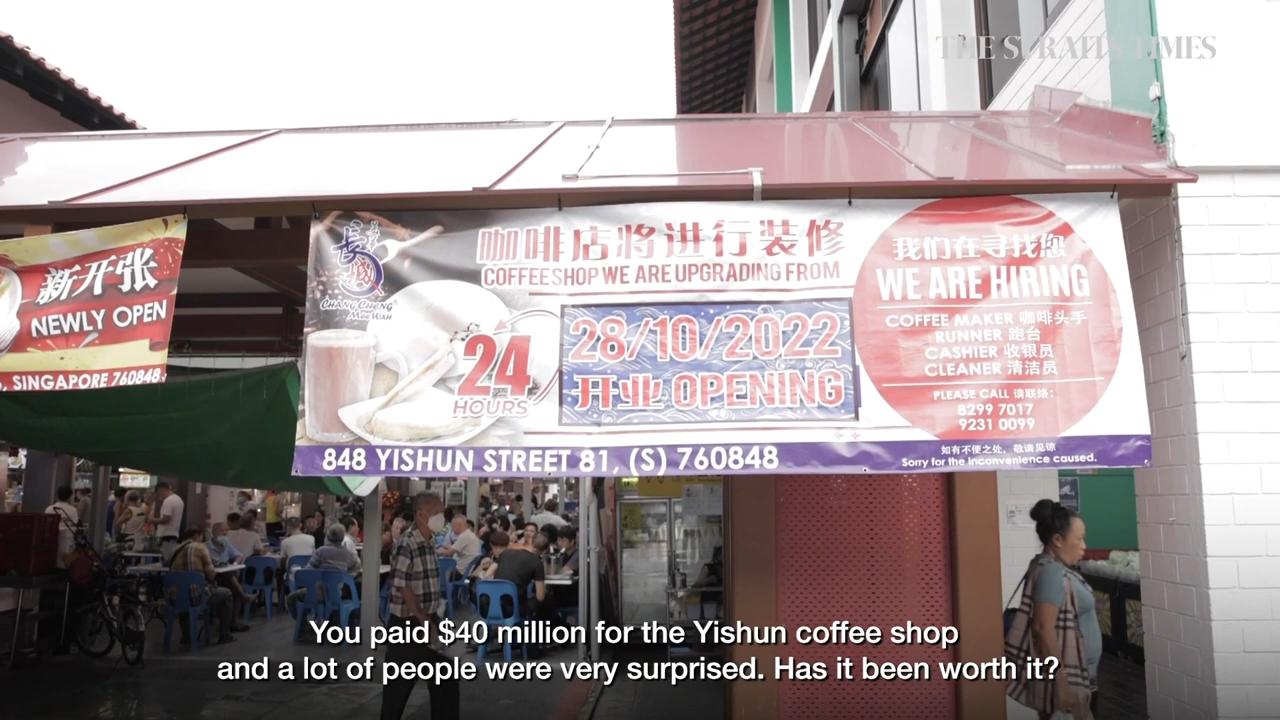 THE STRAITS TIMES
新开张
NEWLY OPEN
SINGAPORE 760848
CHANG CHENG
MEE WAH
咖啡店将进行装修
COFFEESHOP WE ARE UPGRADING FROM
24
HOURS
28/10/2022
开业 OPENING
848 YISHUN STREET 81, (S) 760848
我们在寻找您
WE ARE HIRING
COFFEE MAKER 咖啡头手
RUNNER 跑台
CASHIER 收银员
CLEANER 清洁员
PLEASE CALL 请联络:
8299 7017
9231 0099
如有不便之处，敬请见谅
Sorry for the inconvenience caused.
You paid $40 million for the Yishun coffee shop
and a lot of people were very surprised. Has it been worth it?